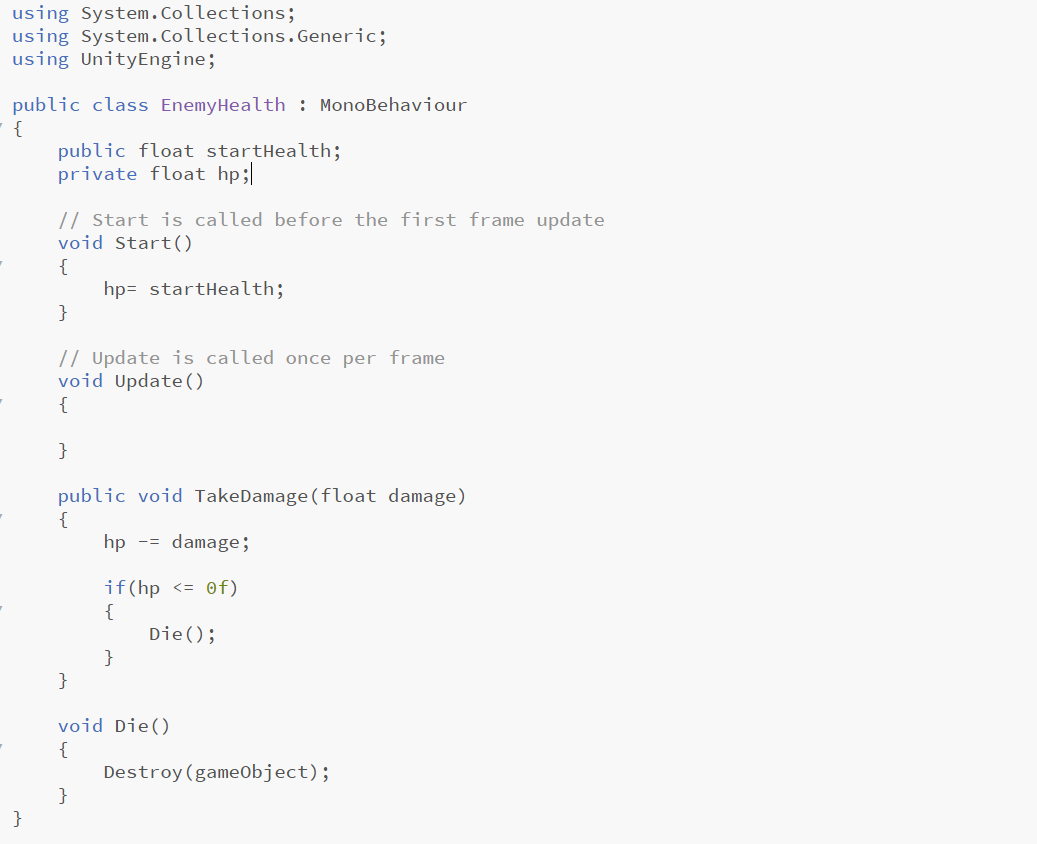 using System.Collections;
using System.Collections.Generic;
using UnityEngine;

public class EnemyHealth : MonoBehaviour
{
    public float startHealth;
    private float hp;

    // Start is called before the first frame update
    void Start()
    {
        hp= startHealth;
    }

    // Update is called once per frame
    void Update()
    {

    }

    public void TakeDamage(float damage)
    {
        hp -= damage;

        if(hp <= 0f)
        {
            Die();
        }
    }

    void Die()
    {
        Destroy(gameObject);
    }
}